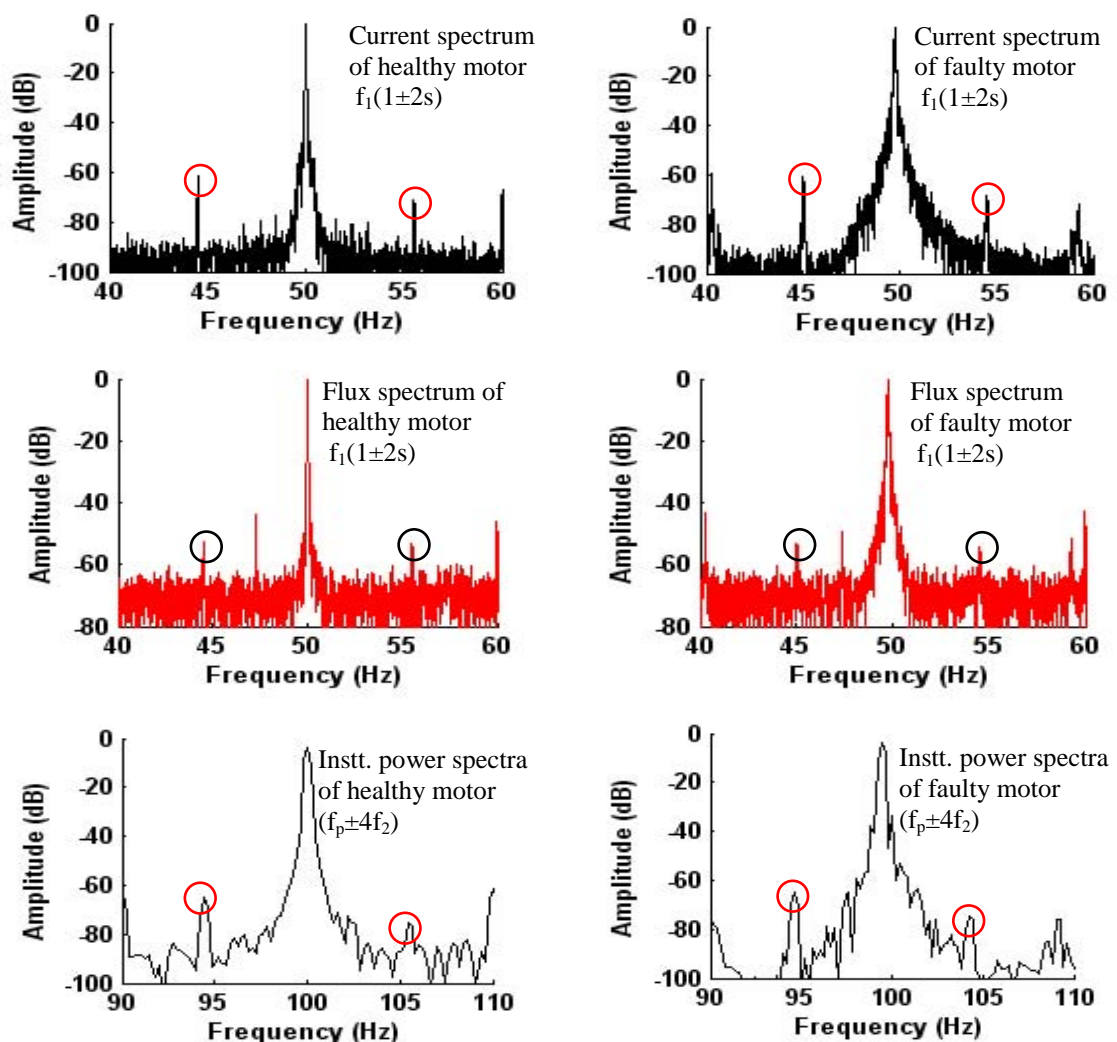 0
-20
-40
-60
-80
-100
Amplitude (dB)
Current spectrum
of healthy motor
f₁(1±2s)
40
45
50
55
60
Frequency (Hz)
0
-20
-40
-60
-80
-100
Amplitude (dB)
Current spectrum
of faulty motor
f₁(1±2s)
40
45
50
55
60
Frequency (Hz)
0
-20
-40
-60
-80
Amplitude (dB)
Flux spectrum of
healthy motor
f₁(1±2s)
40
45
50
55
60
Frequency (Hz)
0
-20
-40
-60
-80
Amplitude (dB)
Flux spectrum
of faulty motor
f₁(1±2s)
40
45
50
55
60
Frequency (Hz)
0
-20
-40
-60
-80
-100
Amplitude (dB)
Instt. power spectra
of healthy motor
(fₚ±4f₂)
90
95
100
105
110
Frequency (Hz)
0
-20
-40
-60
-80
-100
Amplitude (dB)
Instt. power spectra
of faulty motor
(fₚ±4f₂)
90
95
100
105
110
Frequency (Hz)